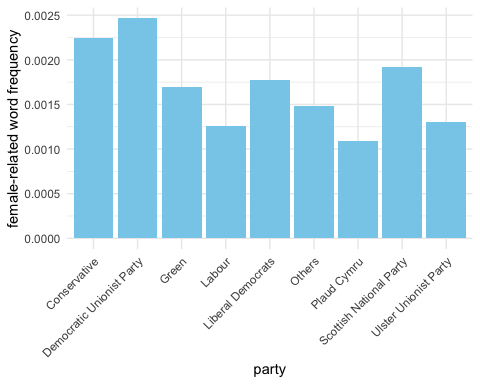 female-related word frequency
0.0025
0.0020
0.0015
0.0010
0.0005
0.0000
Conservative
Democratic Unionist Party
Green
Labour
Liberal Democrats
Others
Plaud Cymru
Scottish National Party
Ulster Unionist Party
party